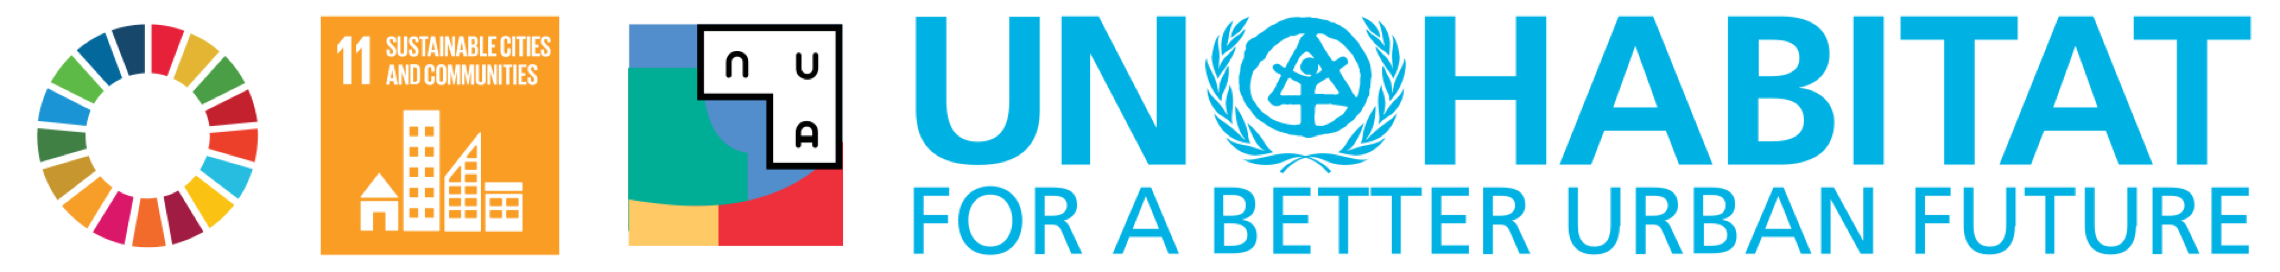 11 SUSTAINABLE CITIES
AND COMMUNITIES
n U
A
UN HABITAT
FOR A BETTER URBAN FUTURE